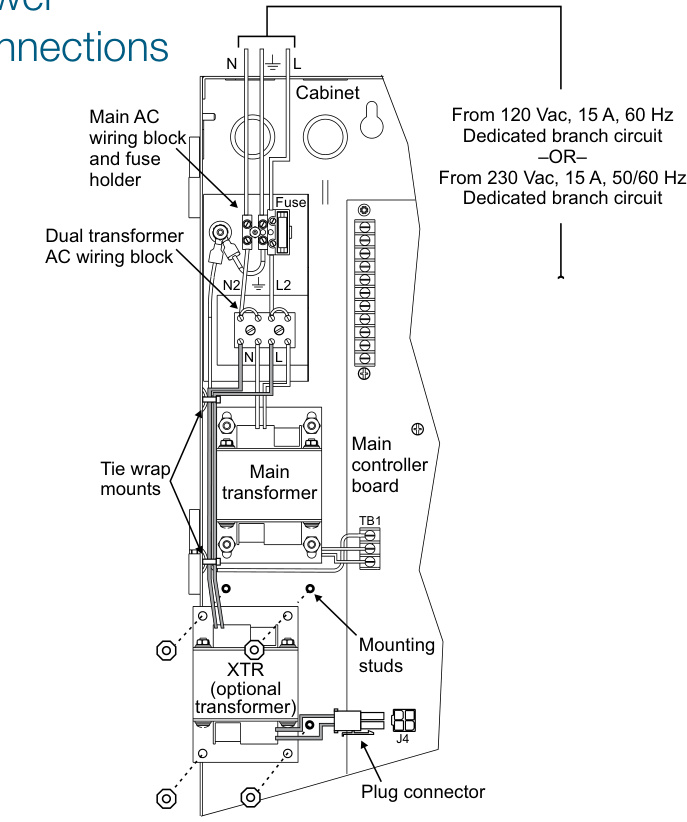 nnections
N
L
Cabinet
Main AC
wiring block
and fuse
holder
From 120 Vac, 15 A, 60 Hz
Dedicated branch circuit
–OR–
From 230 Vac, 15 A, 50/60 Hz
Dedicated branch circuit
Fuse
Dual transformer
AC wiring block
N2
L2
N
L
Main
transformer
Main
controller
board
Tie wrap
mounts
TB1
Mounting
studs
XTR
(optional
transformer)
J4
Plug connector